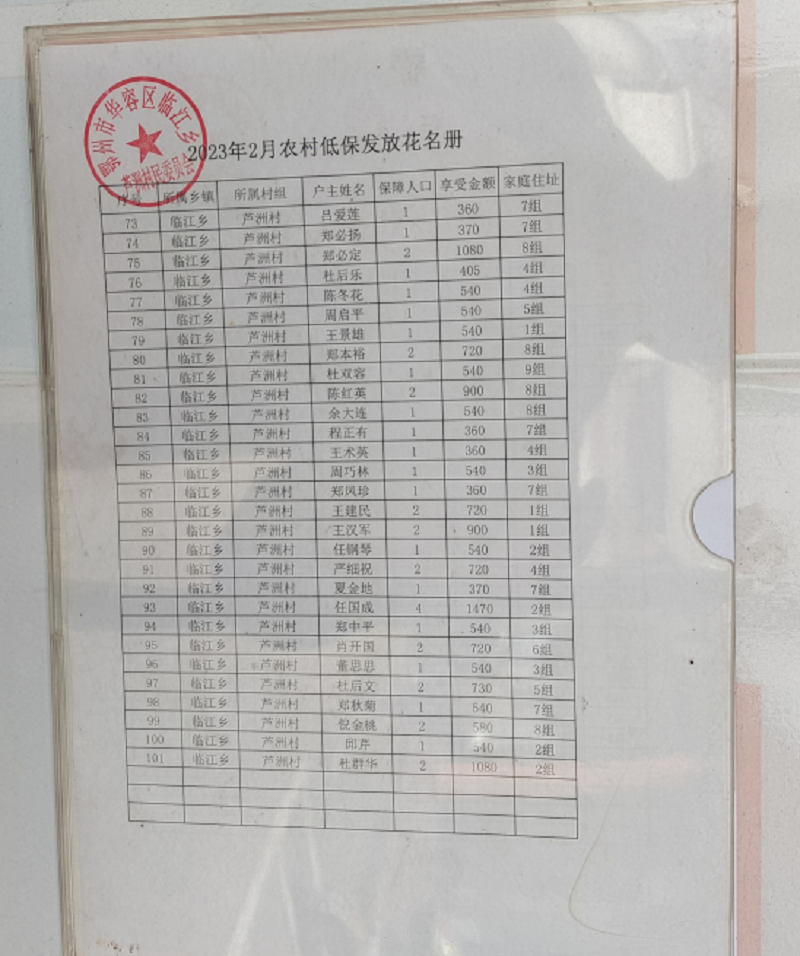 鄂州市华容区临江乡
芦洲村民委员会
2023年2月农村低保发放花名册
序号 所属乡镇 所属村组 户主姓名 保障人口 享受金额 家庭住址
73 临江乡 芦洲村 吕爱莲 1 360 7组
74 临江乡 芦洲村 郑必扬 1 370 7组
75 临江乡 芦洲村 郑必定 2 1080 8组
76 临江乡 芦洲村 杜后乐 1 405 4组
77 临江乡 芦洲村 陈冬花 1 540 4组
78 临江乡 芦洲村 周启平 1 540 5组
79 临江乡 芦洲村 王景雄 1 540 1组
80 临江乡 芦洲村 郑本裕 2 720 8组
81 临江乡 芦洲村 杜双容 1 540 9组
82 临江乡 芦洲村 陈红英 2 900 8组
83 临江乡 芦洲村 余大连 1 540 8组
84 临江乡 芦洲村 程正有 1 360 7组
85 临江乡 芦洲村 王术英 1 360 4组
86 临江乡 芦洲村 周巧林 1 540 3组
87 临江乡 芦洲村 郑风珍 1 360 7组
88 临江乡 芦洲村 王建民 2 720 1组
89 临江乡 芦洲村 王汉军 2 900 1组
90 临江乡 芦洲村 任钢琴 1 540 2组
91 临江乡 芦洲村 严细祝 2 720 4组
92 临江乡 芦洲村 夏金地 1 370 7组
93 临江乡 芦洲村 任国成 4 1470 2组
94 临江乡 芦洲村 郑中平 1 540 3组
95 临江乡 芦洲村 肖开国 2 720 6组
96 临江乡 芦洲村 董思思 1 540 3组
97 临江乡 芦洲村 杜后文 2 730 5组
98 临江乡 芦洲村 郑秋菊 1 540 7组
99 临江乡 芦洲村 倪金桃 2 580 8组
100 临江乡 芦洲村 邱芹 1 540 2组
101 临江乡 芦洲村 杜群华 2 1080 2组